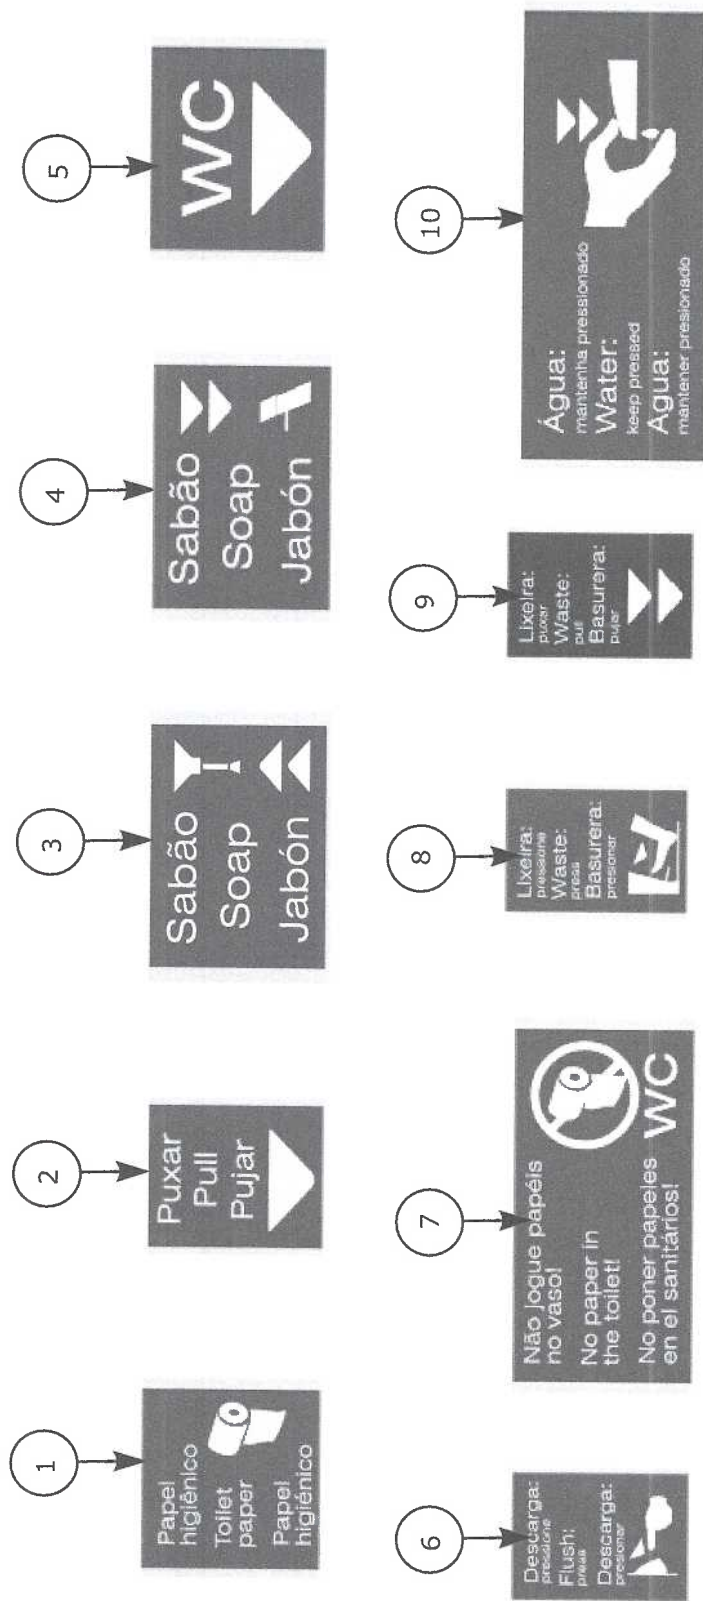 1
Papel
higiênico
Toilet
paper
Papel
higiénico
2
Puxar
Pull
Pujar
3
Sabão
Soap
Jabón
4
Sabão
Soap
Jabón
5
WC
6
Descarga:
pressione
Flush:
press
Descarga:
presionar
7
Não jogue papéis
no vaso!
No paper in
the toilet!
No poner papeles
en el sanitários!
WC
8
Lixeira:
pressione
Waste:
press
Basurera:
presionar
9
Lixeira:
puxar
Waste:
pull
Basurera:
pujar
10
Água:
mantenha pressionado
Water:
keep pressed
Agua:
mantener presionado